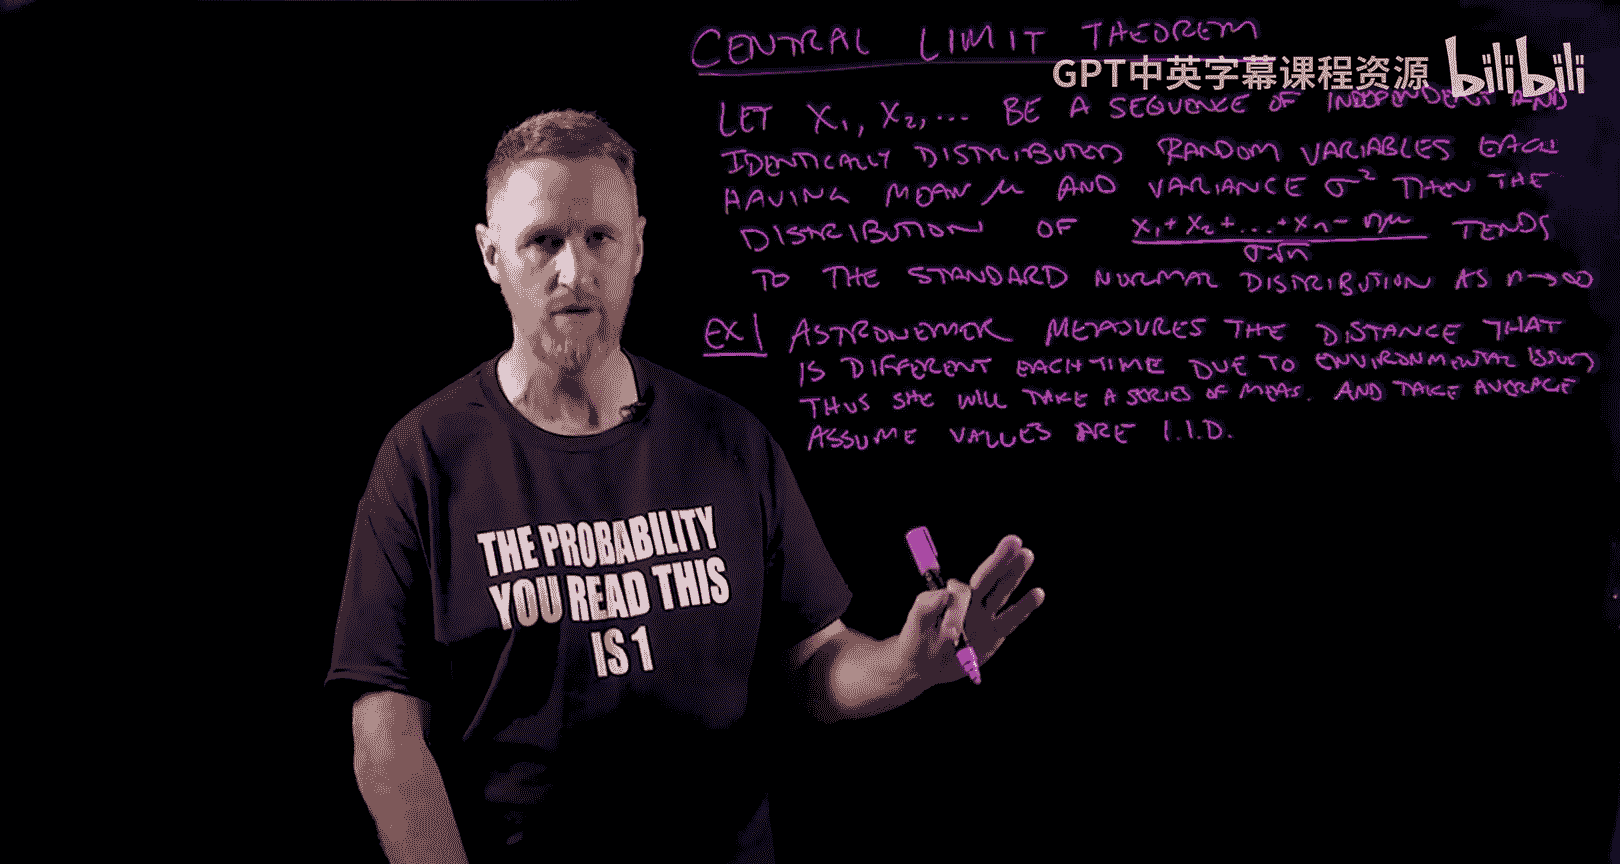 CENTRAL LIMIT THEOREM
GPT中英字幕课程资源 bilibili
LET X₁, X₂, ... BE A SEQUENCE OF INDEPENDENT AND
IDENTICALLY DISTRIBUTED RANDOM VARIABLES EACH
HAVING MEAN μ AND VARIANCE σ² THEN THE
DISTRIBUTION OF (X₁ + X₂ + ... + Xₙ - nμ) / (σ√n) TENDS
TO THE STANDARD NORMAL DISTRIBUTION AS n→∞
EX| ASTRONEMER MEASURES THE DISTANCE THAT
IS DIFFERENT EACH TIME DUE TO ENVIRONMENTAL ISSUES
THUS SHE WILL TAKE A SERIES OF MEAS. AND TAKE AVERAGE
ASSUME VALUES ARE I.I.D.
THE PROBABILITY
YOU READ THIS
IS 1